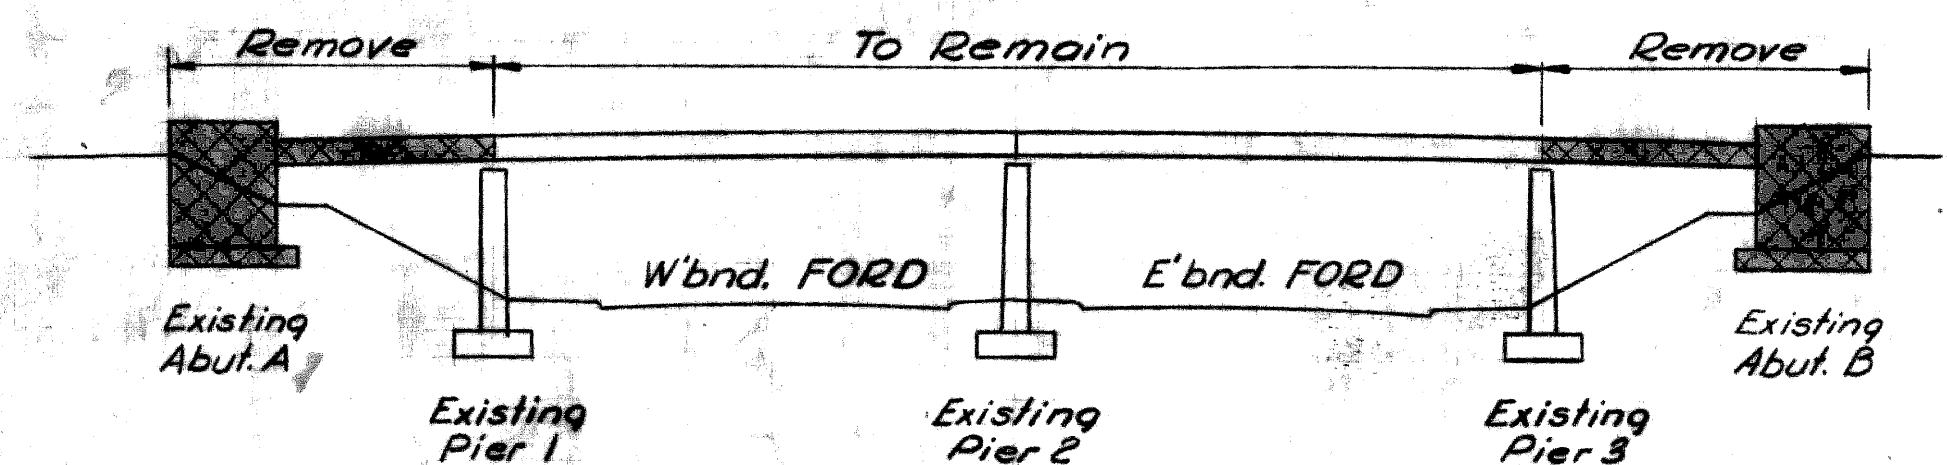 Remove
To Remain
Remove
W'bnd. FORD
E'bnd. FORD
Existing
Abut. A
Existing
Abut. B
Existing
Pier 1
Existing
Pier 2
Existing
Pier 3